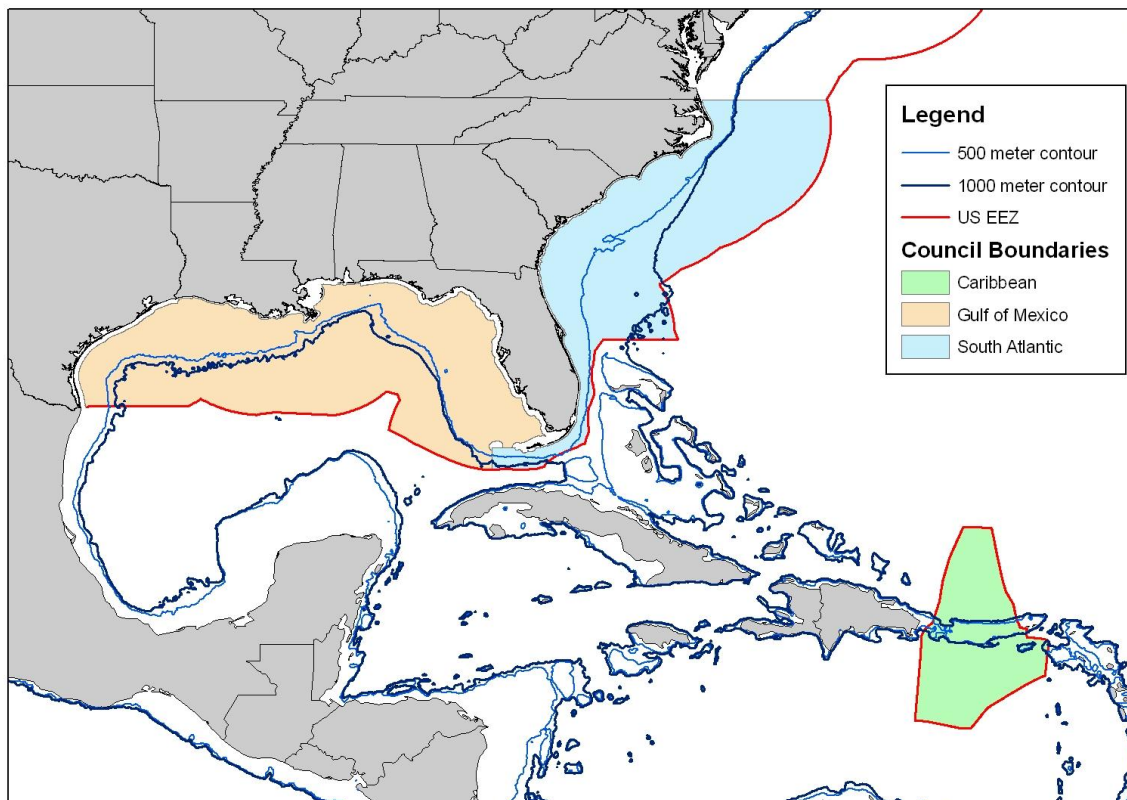 Legend
500 meter contour
1000 meter contour
US EEZ
Council Boundaries
Caribbean
Gulf of Mexico
South Atlantic